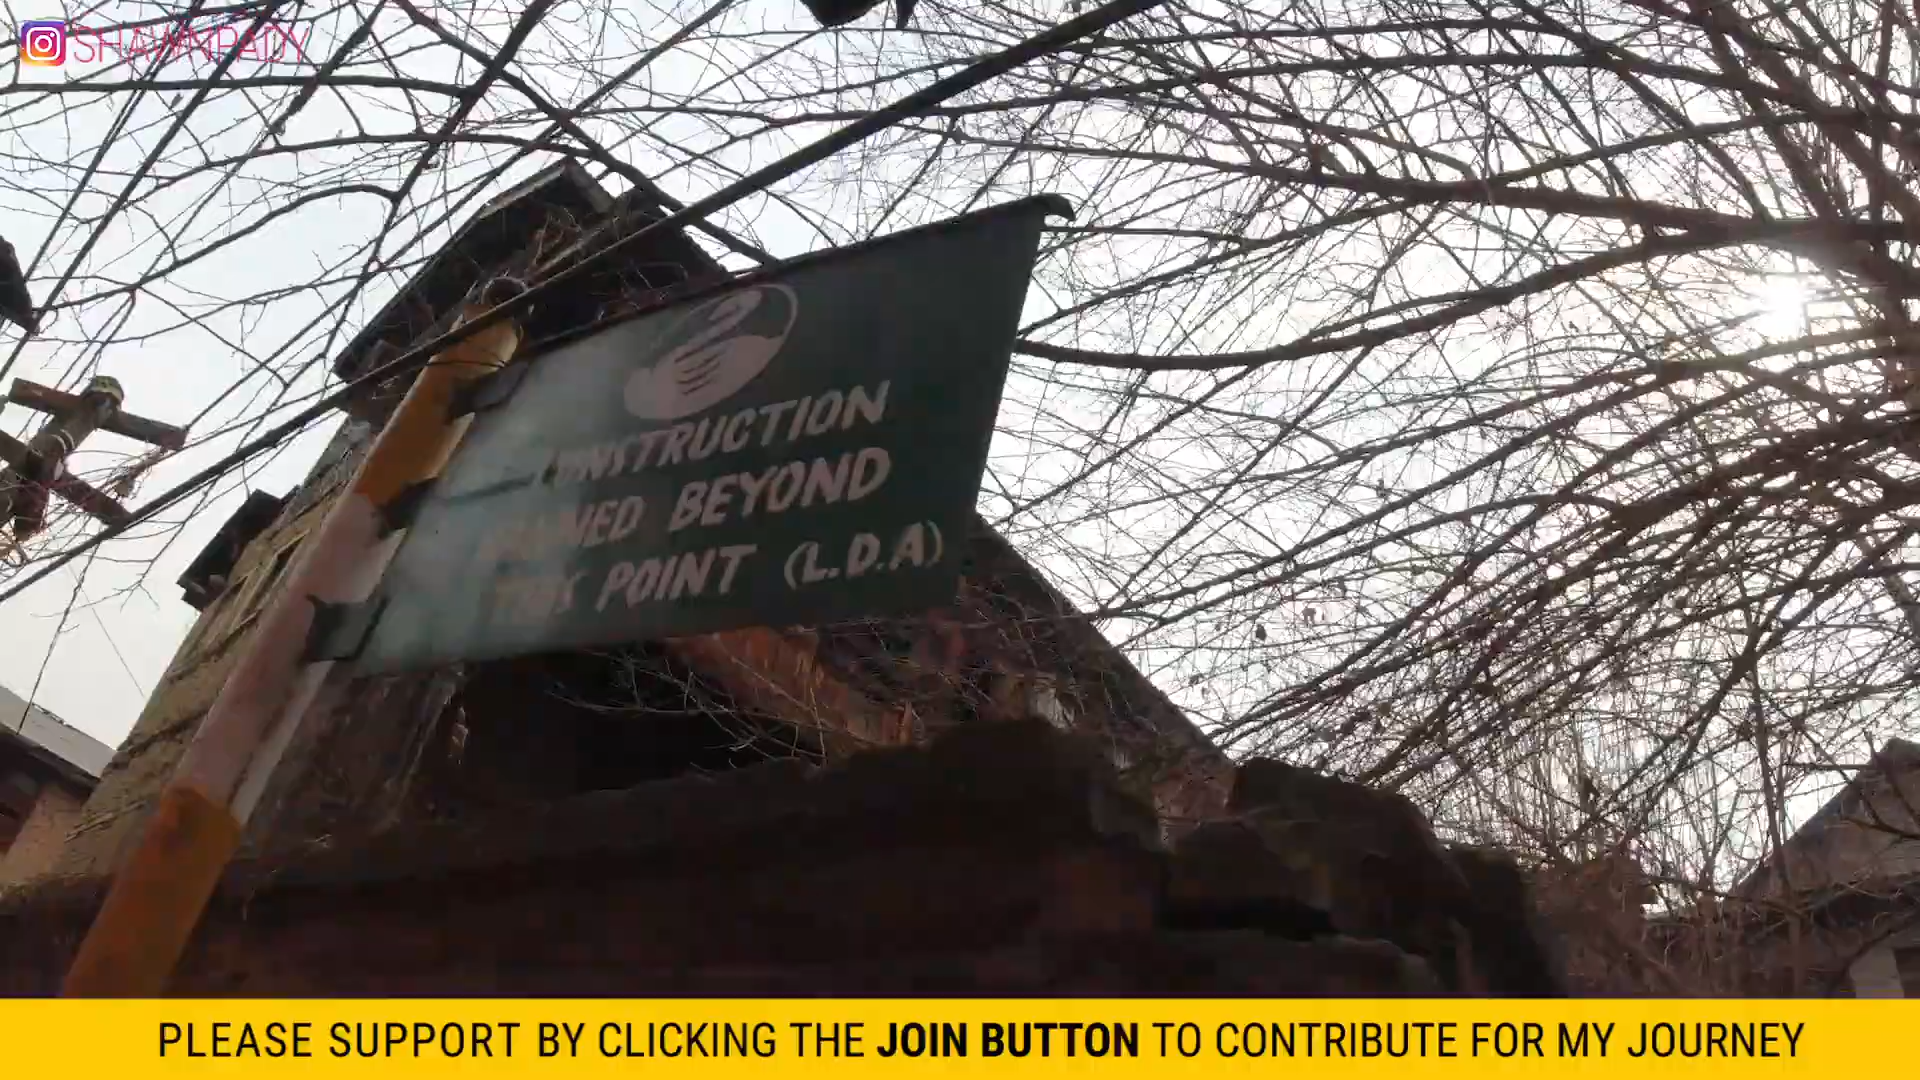 SHAWNPADY
CONSTRUCTION
BANNED BEYOND
THIS POINT (L.D.A)
PLEASE SUPPORT BY CLICKING THE JOIN BUTTON TO CONTRIBUTE FOR MY JOURNEY